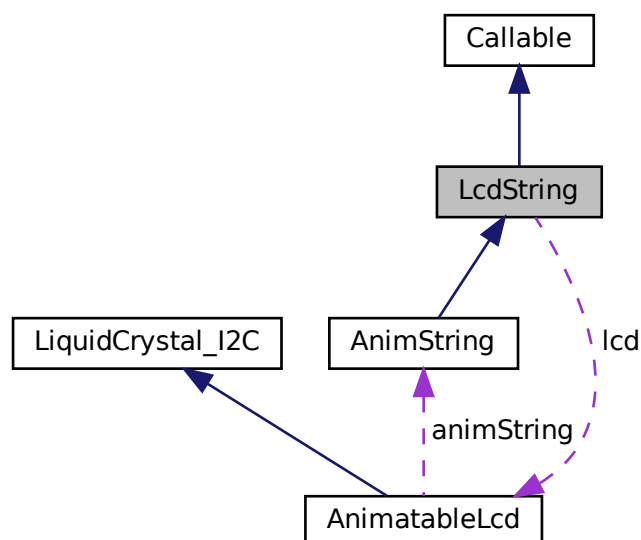 Callable
LcdString
LiquidCrystal_I2C
AnimString
lcd
animString
AnimatableLcd